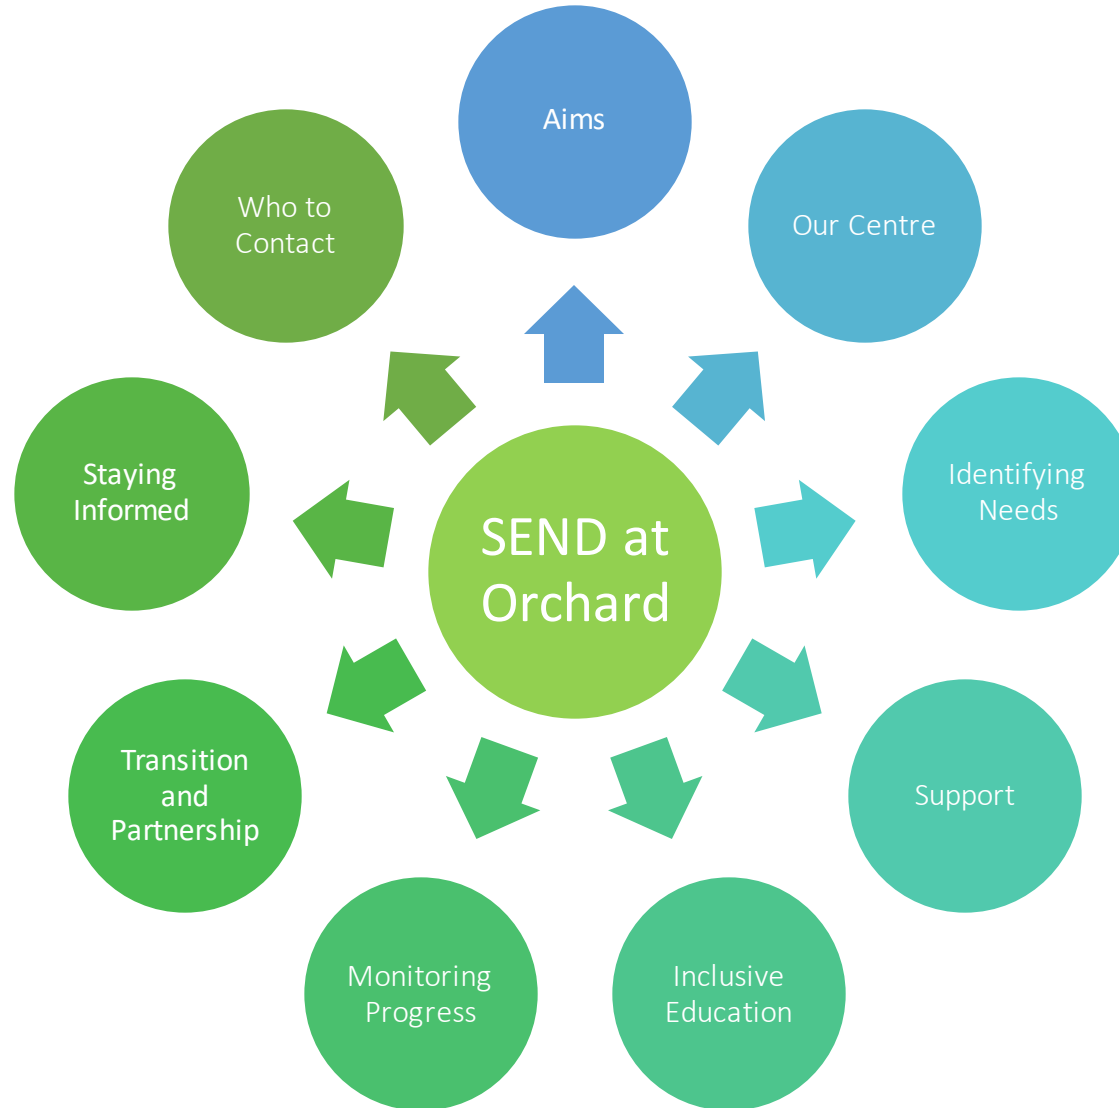 Aims
Our Centre
Identifying
Needs
Support
Inclusive
Education
Monitoring
Progress
Transition
and
Partnership
Staying
Informed
Who to
Contact
SEND at
Orchard